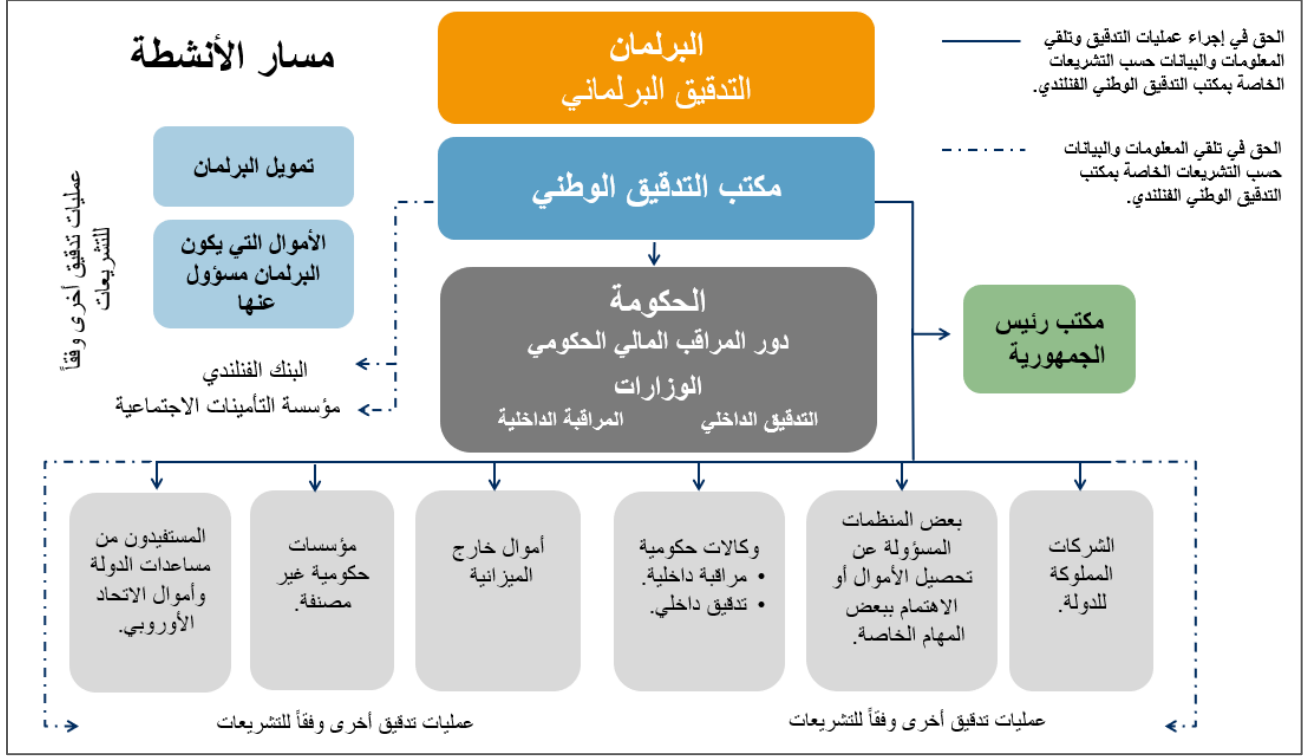 مسار الأنشطة
البرلمان
التدقيق البرلماني
الحق في إجراء عمليات التدقيق وتلقي
المعلومات والبيانات حسب التشريعات
الخاصة بمكتب التدقيق الوطني الفنلندي.
الحق في تلقي المعلومات والبيانات
حسب التشريعات الخاصة بمكتب
التدقيق الوطني الفنلندي.
مكتب التدقيق الوطني
تمويل البرلمان
الأموال التي يكون
البرلمان مسؤول
عنها
عمليات تدقيق أخرى وفقاً
للتشريعات
البنك الفنلندي
مؤسسة التأمينات الاجتماعية
الحكومة
دور المراقب المالي الحكومي
الوزارات
التدقيق الداخلي
المراقبة الداخلية
مكتب رئيس
الجمهورية
الشركات
المملوكة
للدولة.
بعض المنظمات
المسؤولة عن
تحصيل الأموال أو
الاهتمام ببعض
المهام الخاصة.
وكالات حكومية
• مراقبة داخلية.
• تدقيق داخلي.
أموال خارج
الميزانية
مؤسسات
حكومية غير
مصنفة.
المستفيدون من
مساعدات الدولة
وأموال الاتحاد
الأوروبي.
عمليات تدقيق أخرى وفقاً للتشريعات
عمليات تدقيق أخرى وفقاً للتشريعات